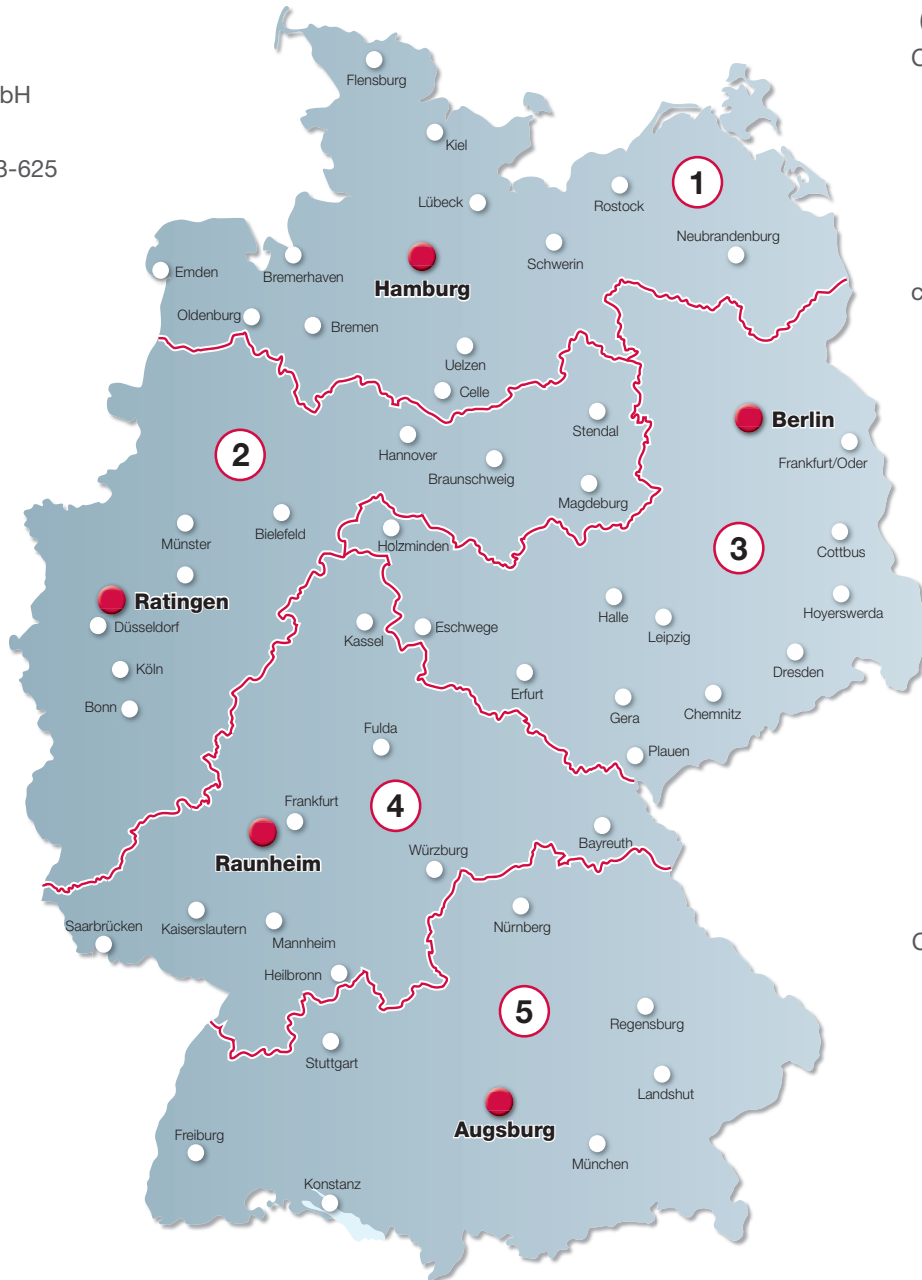 bH
3-625
C
c
C
Flensburg
Kiel
Lübeck
Rostock
1
Neubrandenburg
Schwerin
Emden
Bremerhaven
Hamburg
Oldenburg
Bremen
Uelzen
Celle
Stendal
Berlin
2
Hannover
Braunschweig
Frankfurt/Oder
Magdeburg
Münster
Bielefeld
Holzminden
3
Cottbus
Ratingen
Düsseldorf
Kassel
Eschwege
Halle
Leipzig
Hoyerswerda
Köln
Erfurt
Dresden
Bonn
Gera
Chemnitz
Fulda
Plauen
Frankfurt
4
Raunheim
Würzburg
Bayreuth
Saarbrücken
Kaiserslautern
Mannheim
Nürnberg
Heilbronn
5
Regensburg
Stuttgart
Landshut
Augsburg
Freiburg
München
Konstanz